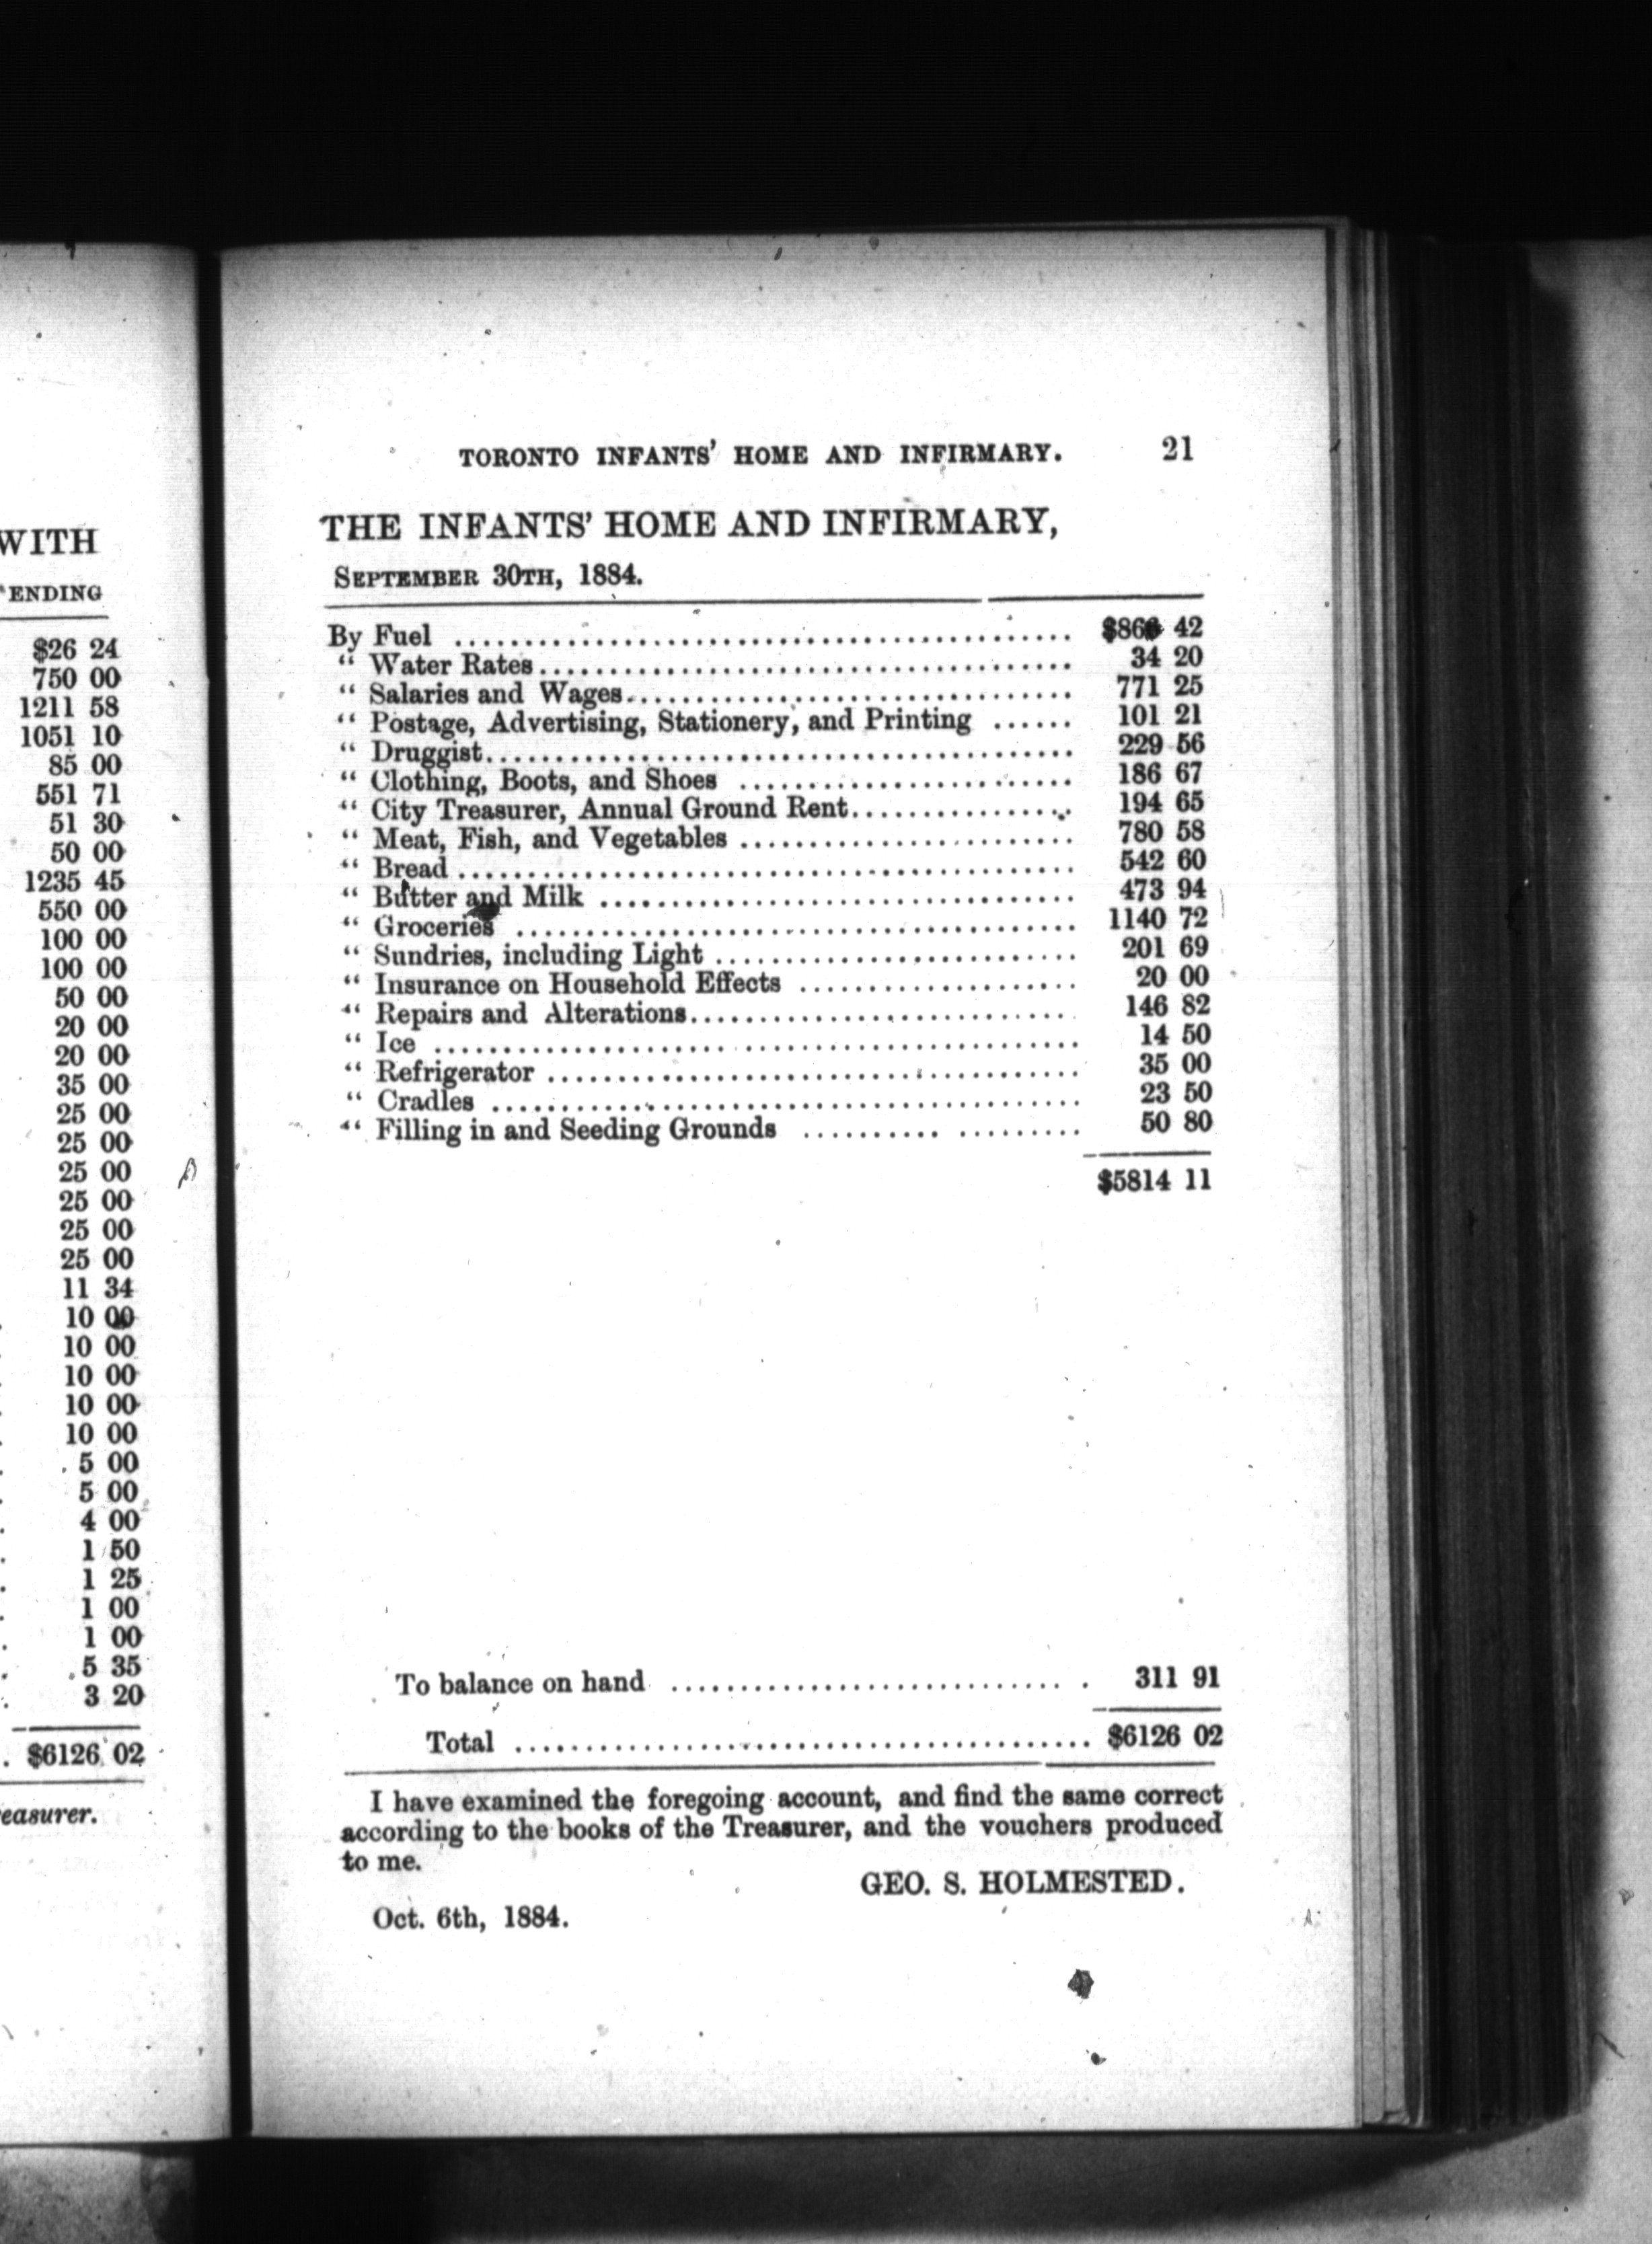 WITH
ENDING
$26 24
750 00
1211 58
1051 10
85 00
551 71
51 30
50 00
1235 45
550 00
100 00
100 00
50 00
20 00
20 00
35 00
25 00
25 00
25 00
25 00
25 00
25 00
11 34
10 00
10 00
10 00
10 00
10 00
5 00
5 00
4 00
1 50
1 25
1 00
1 00
5 35
3 20
$6126 02
easurer.
TORONTO INFANTS' HOME AND INFIRMARY. 21
THE INFANTS' HOME AND INFIRMARY,
SEPTEMBER 30TH, 1884.
By Fuel ........ $866 42
“ Water Rates........ 34 20
“ Salaries and Wages........ 771 25
“ Postage, Advertising, Stationery, and Printing ...... 101 21
“ Druggist........ 229 56
“ Clothing, Boots, and Shoes ........ 186 67
“ City Treasurer, Annual Ground Rent........ 194 65
“ Meat, Fish, and Vegetables ........ 780 58
“ Bread ........ 542 60
“ Butter and Milk ........ 473 94
“ Groceries ........ 1140 72
“ Sundries, including Light ........ 201 69
“ Insurance on Household Effects ........ 20 00
“ Repairs and Alterations........ 146 82
“ Ice ........ 14 50
“ Refrigerator ........ 35 00
“ Cradles ........ 23 50
“ Filling in and Seeding Grounds ........ 50 80
$5814 11
To balance on hand ........ 311 91
Total ........ $6126 02
I have examined the foregoing account, and find the same correct
according to the books of the Treasurer, and the vouchers produced
to me.
GEO. S. HOLMESTED.
Oct. 6th, 1884.